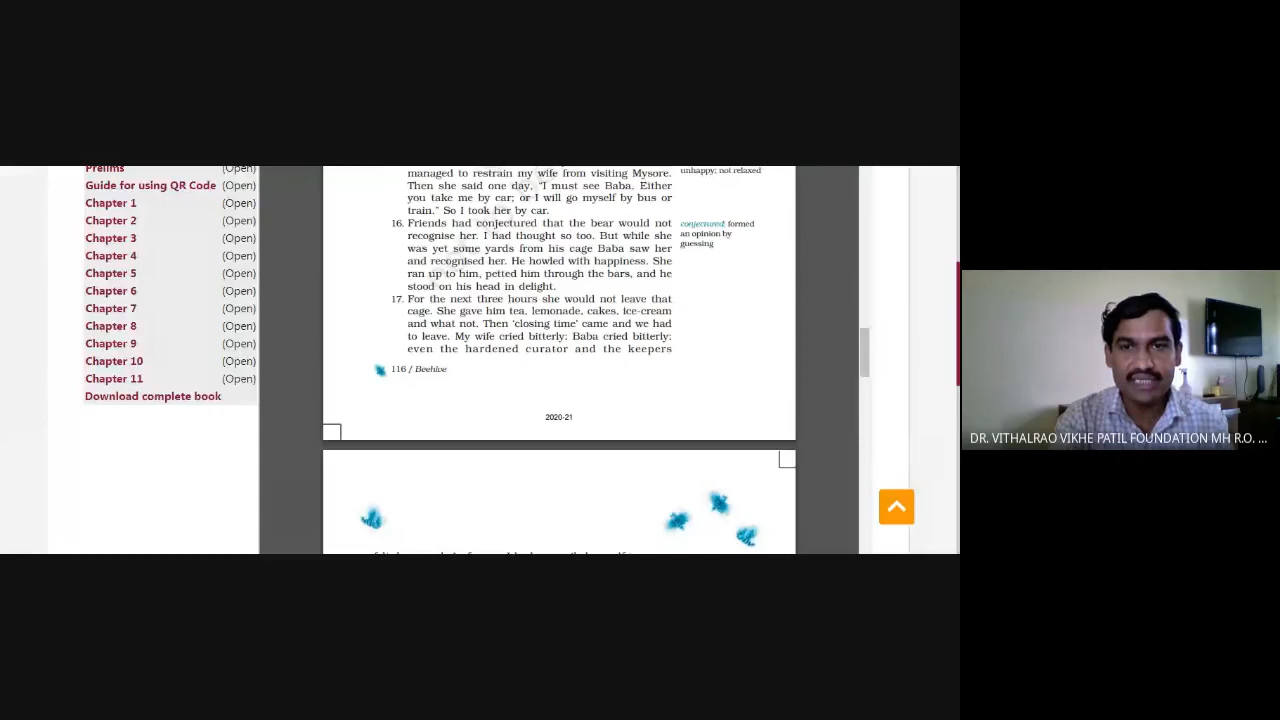 Prelims (Open)
Guide for using QR Code (Open)
Chapter 1 (Open)
Chapter 2 (Open)
Chapter 3 (Open)
Chapter 4 (Open)
Chapter 5 (Open)
Chapter 6 (Open)
Chapter 7 (Open)
Chapter 8 (Open)
Chapter 9 (Open)
Chapter 10 (Open)
Chapter 11 (Open)
Download complete book
managed to restrain my wife from visiting Mysore.
Then she said one day, “I must see Baba. Either
you take me by car; or I will go myself by bus or
train.” So I took her by car.
16. Friends had conjectured that the bear would not
recognise her. I had thought so too. But while she
was yet some yards from his cage Baba saw her
and recognised her. He howled with happiness. She
ran up to him, petted him through the bars, and he
stood on his head in delight.
17. For the next three hours she would not leave that
cage. She gave him tea, lemonade, cakes, ice-cream
and what not. Then ‘closing time’ came and we had
to leave. My wife cried bitterly; Baba cried bitterly;
even the hardened curator and the keepers
unhappy; not relaxed
conjectured: formed
an opinion by
guessing
116 / Beehive
2020-21
DR. VITHALRAO VIKHE PATIL FOUNDATION MH R.O. ...